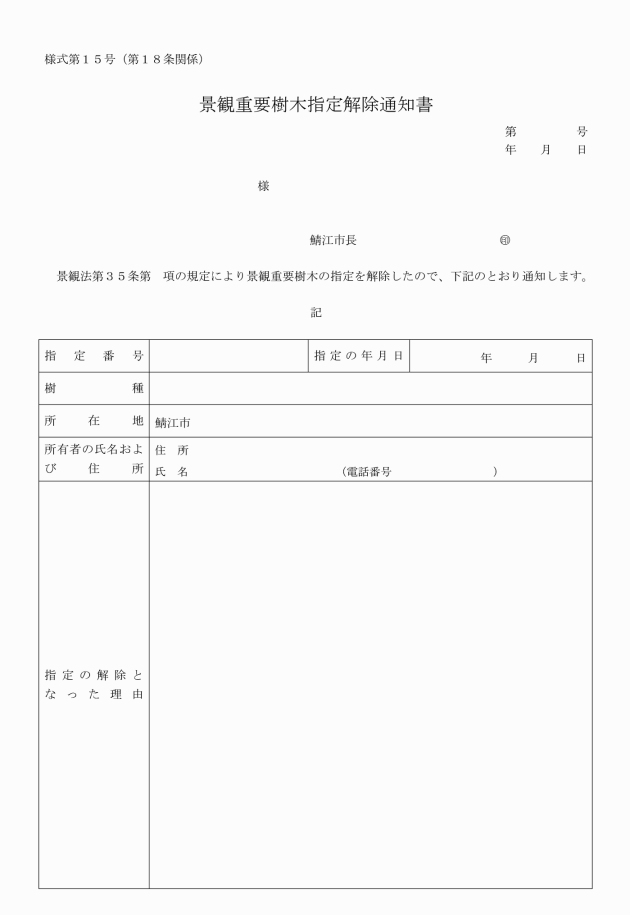 様式第１５号（第１８条関係）
景観重要樹木指定解除通知書
第　　　　　号
年　　月　　日
様
鯖江市長　　　　　　　　　　　　㊞
景観法第３５条第　項の規定により景観重要樹木の指定を解除したので、下記のとおり通知します。
記
指定番号　　　　　　　　　　指定の年月日　　　　　　年　　　月　　　日
樹種
所在地　鯖江市
所有者の氏名およ　住　所
び住所　氏　名　　　　　　　　　　　　　（電話番号　　　　　　　　　）
指定の解除と
なった理由